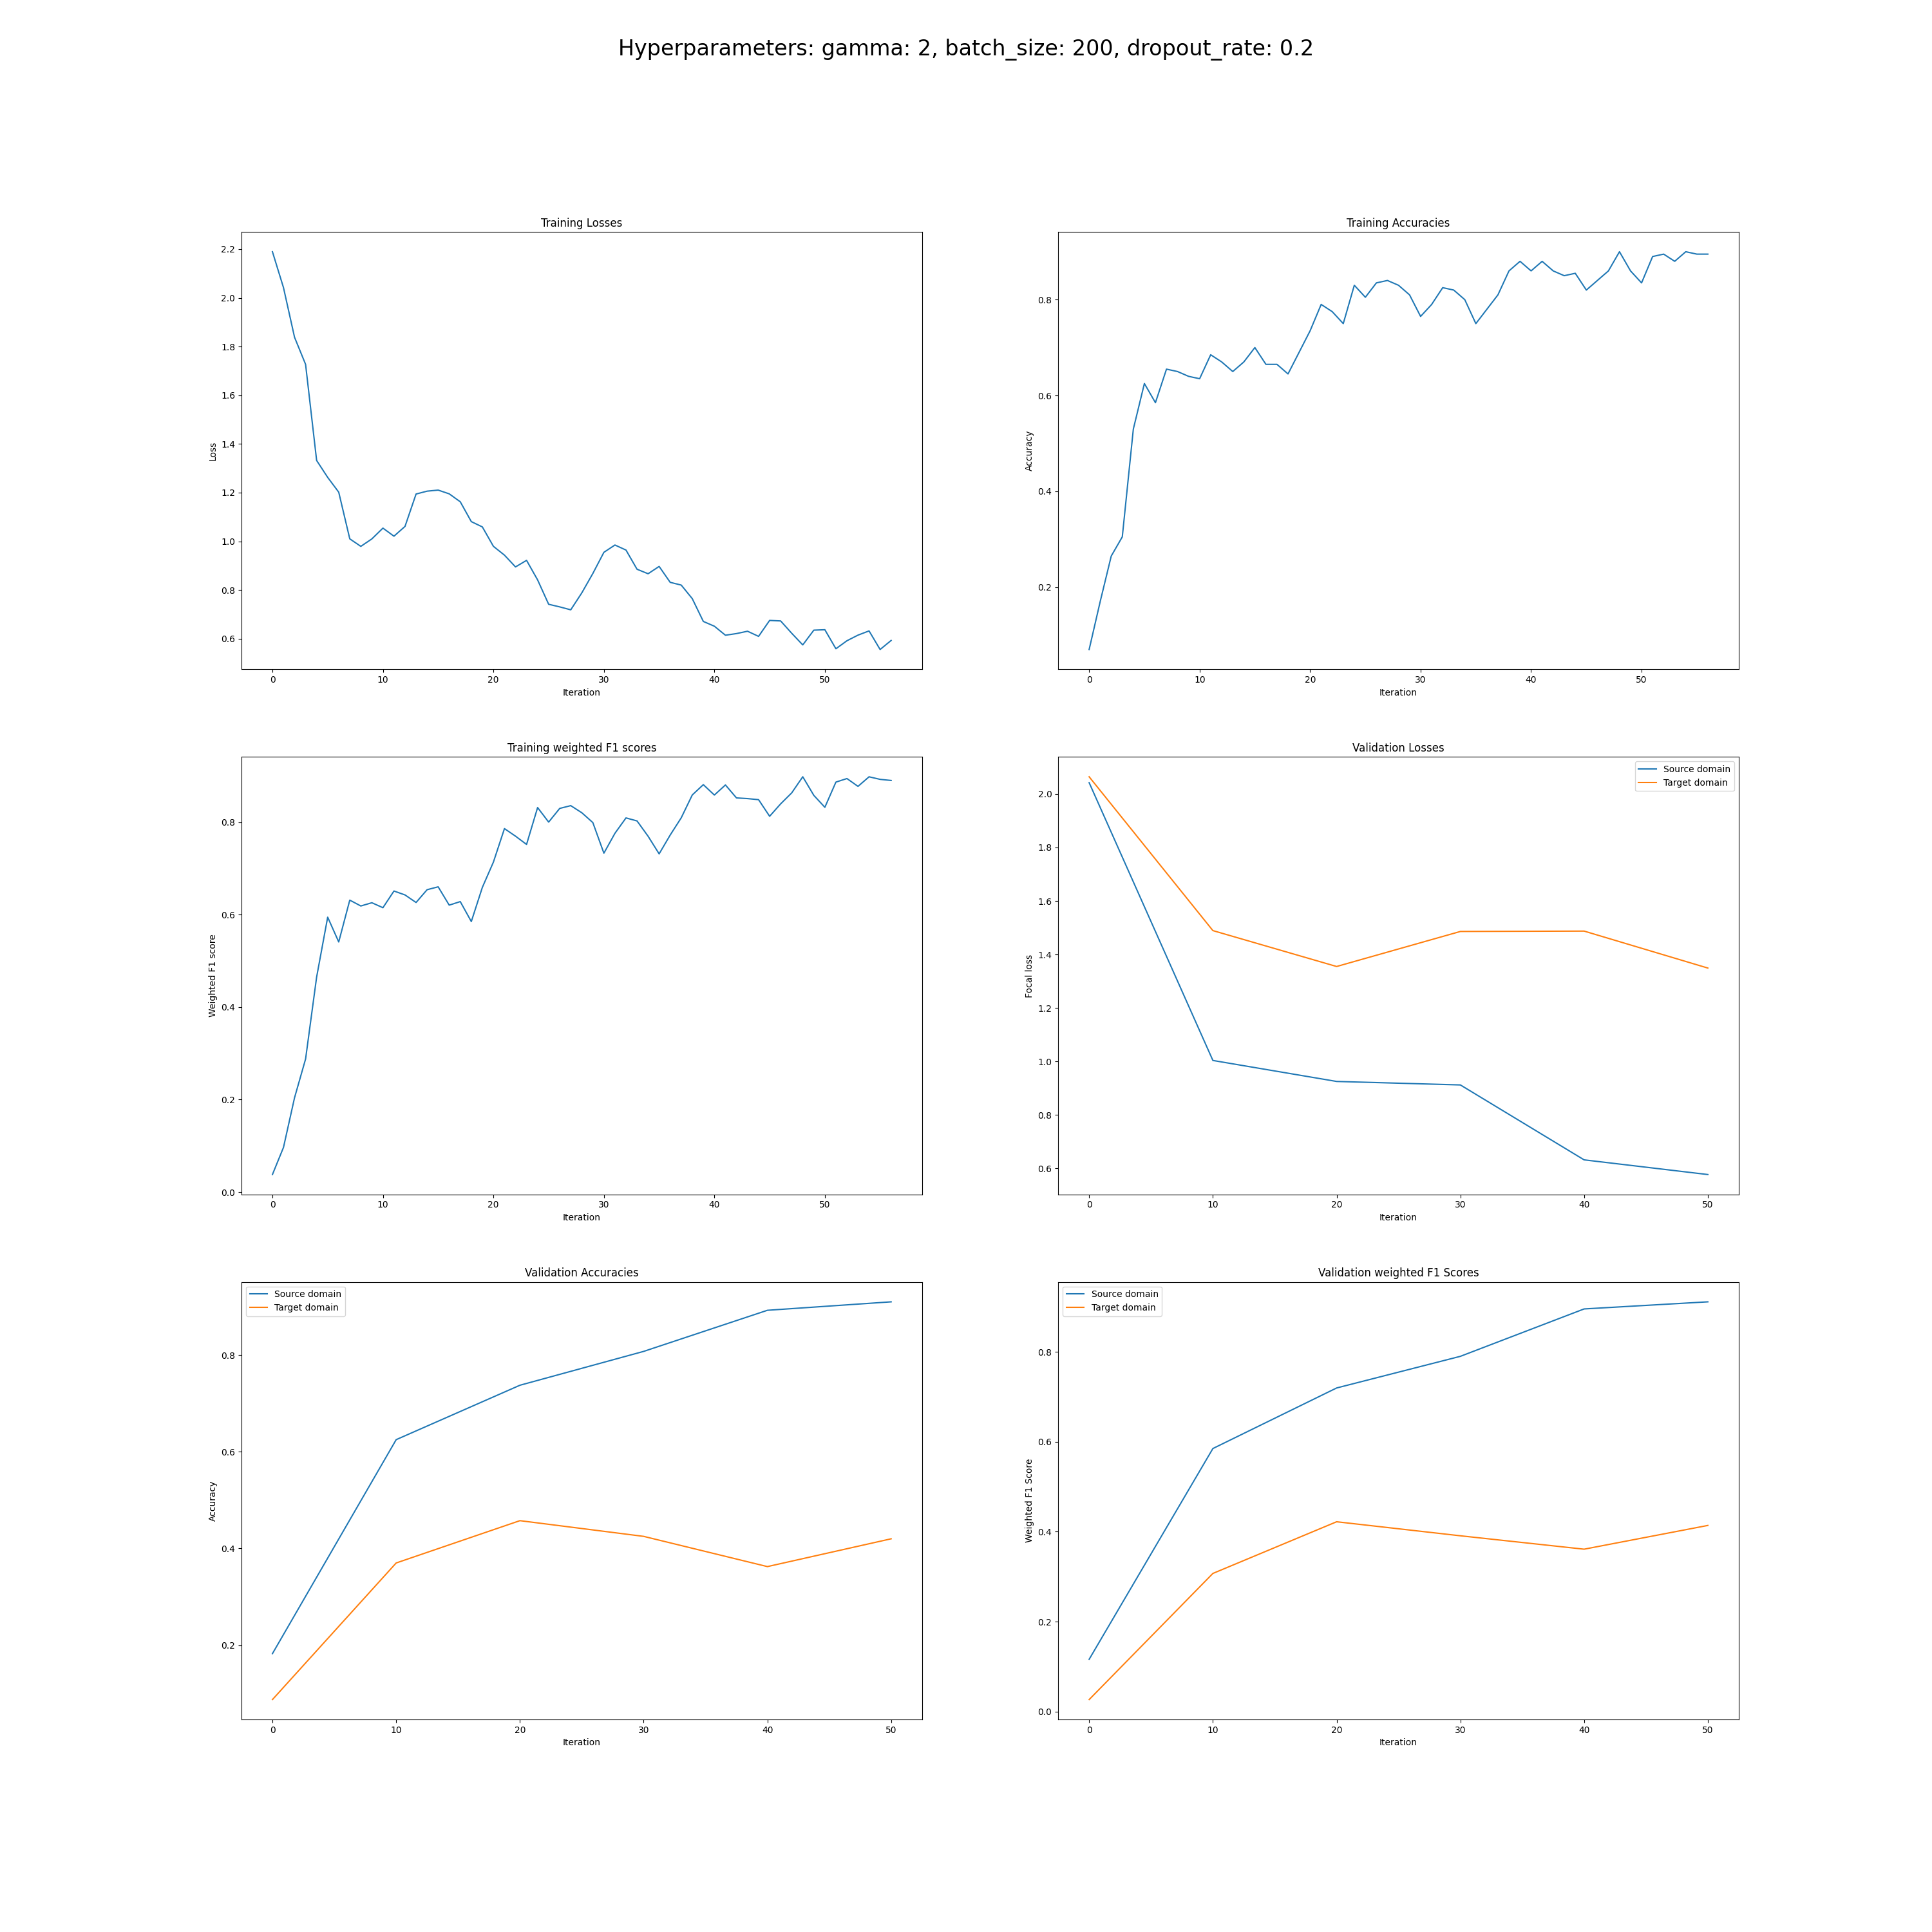 Hyperparameters: gamma: 2, batch_size: 200, dropout_rate: 0.2
Training Losses
2.2
2.0
1.8
1.6
1.4
1.2
1.0
0.8
0.6
Loss
0 10 20 30 40 50
Iteration
Training Accuracies
0.8
0.6
0.4
0.2
Accuracy
0 10 20 30 40 50
Iteration
Training weighted F1 scores
0.8
0.6
0.4
0.2
0.0
Weighted F1 score
0 10 20 30 40 50
Iteration
Validation Losses
Source domain
Target domain
2.0
1.8
1.6
1.4
1.2
1.0
0.8
0.6
Focal loss
0 10 20 30 40 50
Iteration
Validation Accuracies
Source domain
Target domain
0.8
0.6
0.4
0.2
Accuracy
0 10 20 30 40 50
Iteration
Validation weighted F1 Scores
Source domain
Target domain
0.8
0.6
0.4
0.2
0.0
Weighted F1 Score
0 10 20 30 40 50
Iteration